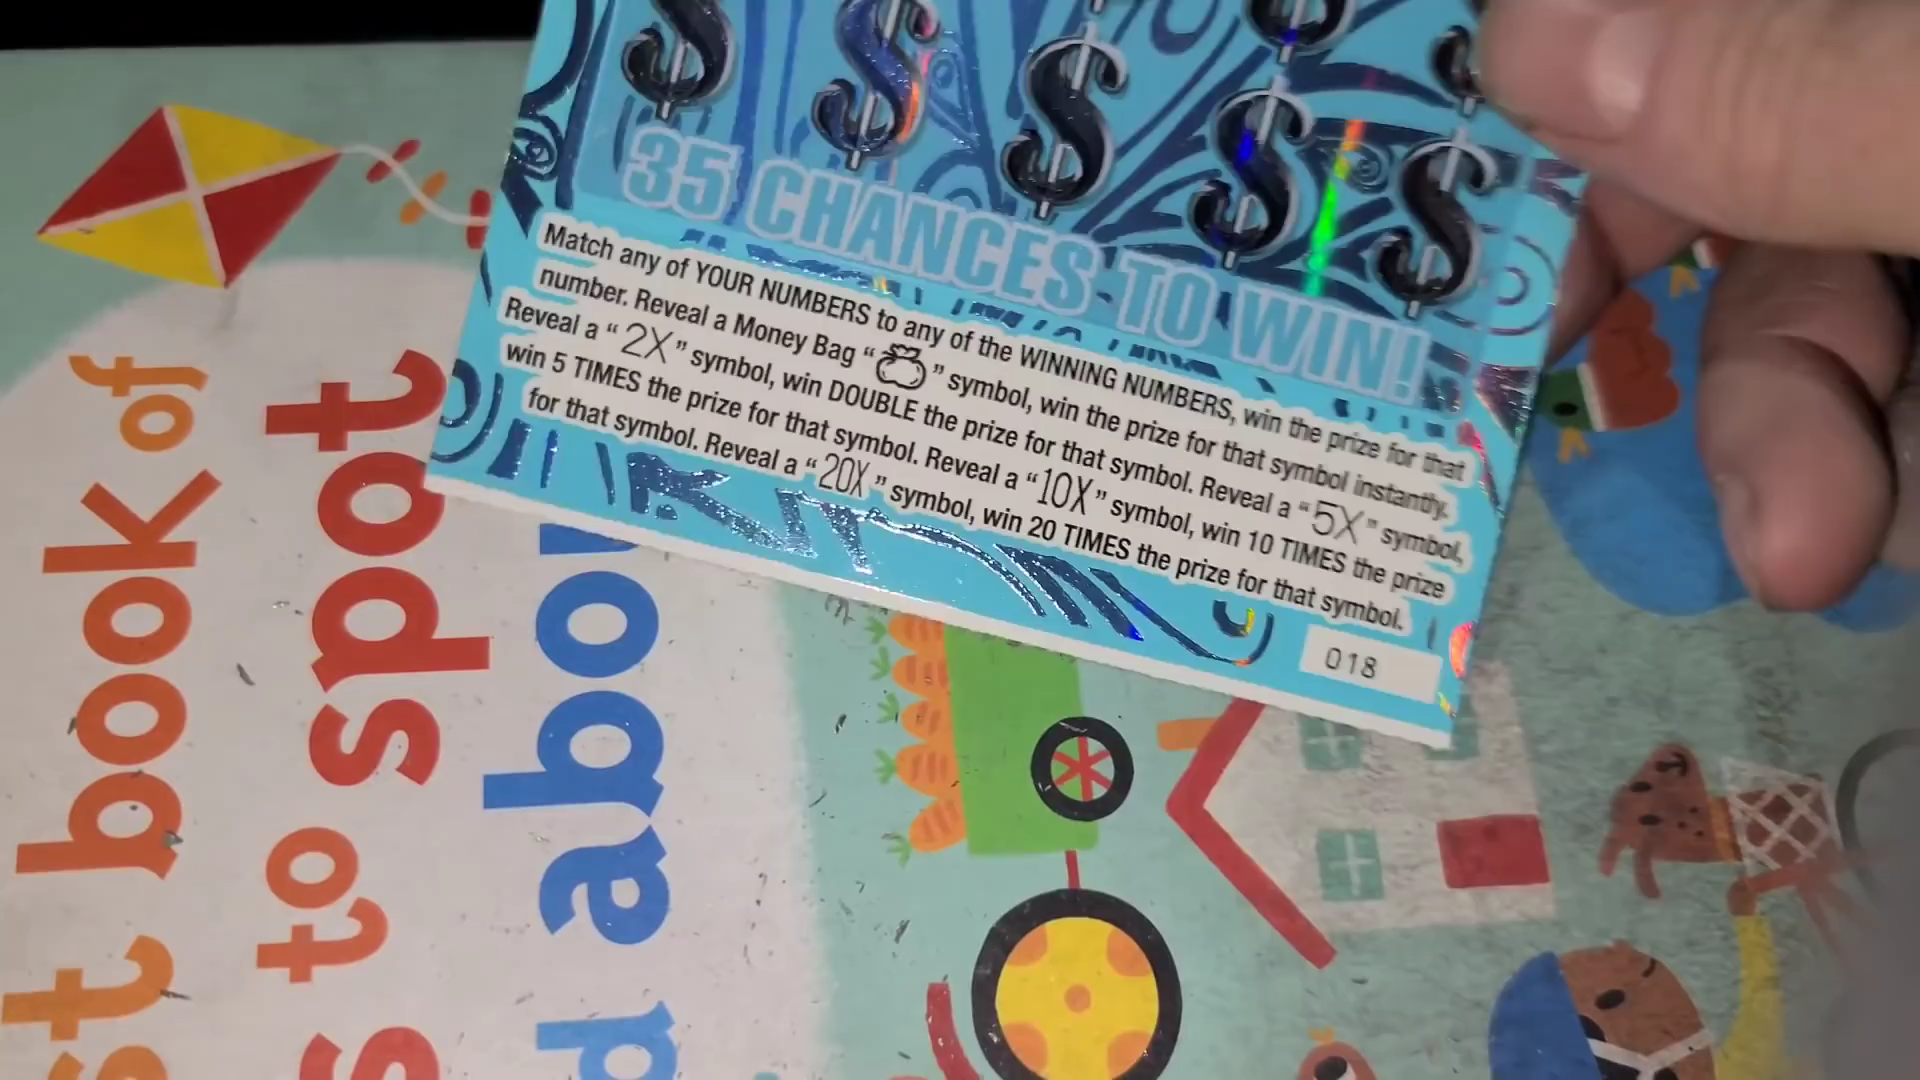 35 CHANCES TO WIN!
Match any of YOUR NUMBERS to any of the WINNING NUMBERS, win the prize for that
number. Reveal a Money Bag “ ” symbol, win the prize for that symbol instantly.
Reveal a “2X” symbol, win DOUBLE the prize for that symbol. Reveal a “5X” symbol,
win 5 TIMES the prize for that symbol. Reveal a “10X” symbol, win 10 TIMES the prize
for that symbol. Reveal a “20X” symbol, win 20 TIMES the prize for that symbol.
018
st book of
s to spot
d abou